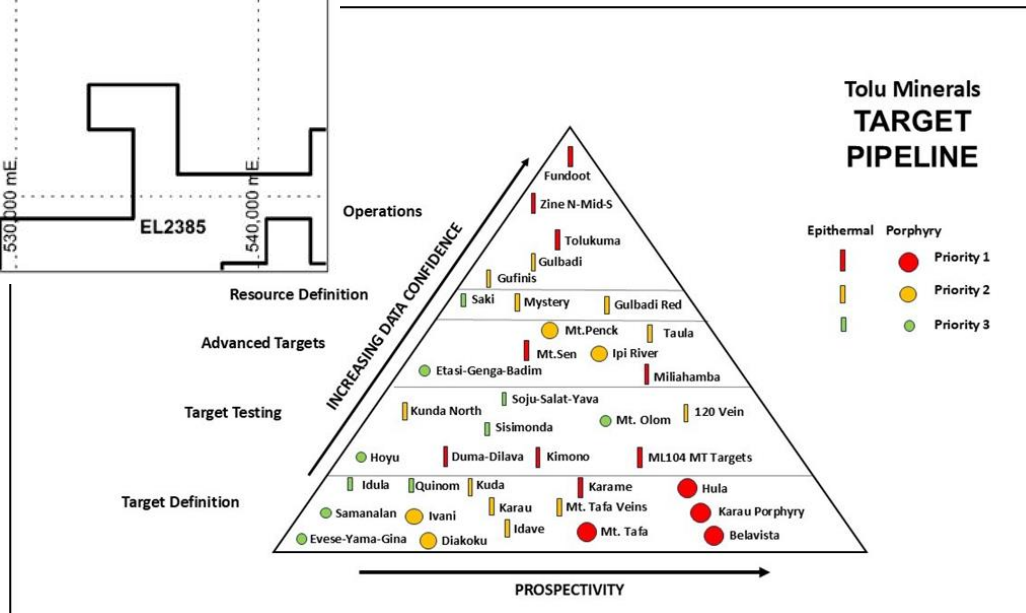 530,000 mE
540,000 mE
EL2385
Tolu Minerals
TARGET
PIPELINE
Epithermal Porphyry
Priority 1
Priority 2
Priority 3
INCREASING DATA CONFIDENCE
Operations
Fundoot
Zine N-Mid-S
Tolukuma
Gulbadi
Gufinis
Resource Definition
Saki
Mystery
Gulbadi Red
Advanced Targets
Mt.Penck
Taula
Mt.Sen
Ipi River
Etasi-Genga-Badim
Miliahamba
Target Testing
Soju-Salat-Yava
Kunda North
120 Vein
Sisimonda
Mt. Olom
Hoyu
Duma-Dilava
Kimono
ML104 MT Targets
Target Definition
Idula
Quinom
Kuda
Karame
Hula
Samanalan
Ivani
Karau
Mt. Tafa Veins
Karau Porphyry
Evese-Yama-Gina
Diakoku
Idave
Mt. Tafa
Belavista
PROSPECTIVITY